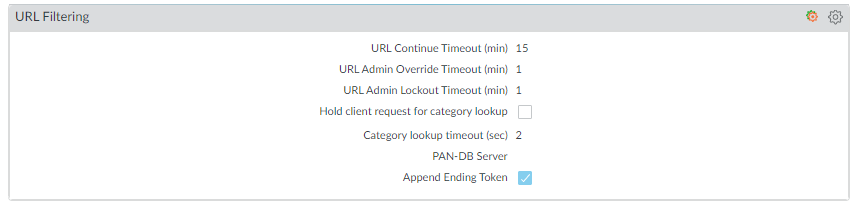 URL Filtering
URL Continue Timeout (min) 15
URL Admin Override Timeout (min) 1
URL Admin Lockout Timeout (min) 1
Hold client request for category lookup
Category lookup timeout (sec) 2
PAN-DB Server
Append Ending Token